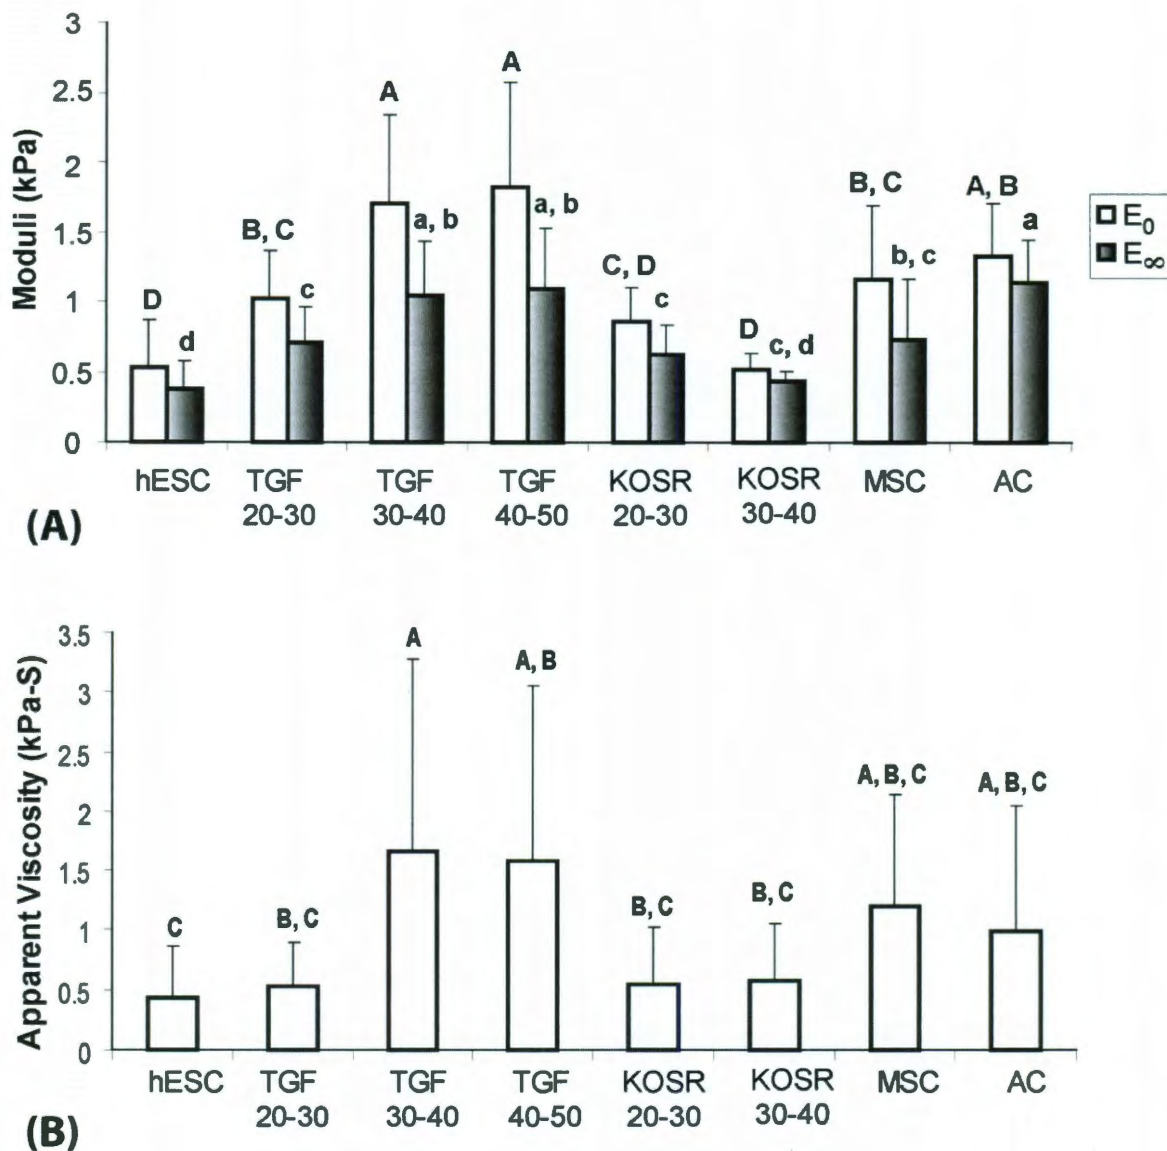 3
2.5
2
1.5
1
0.5
0
Moduli (kPa)
D
d
B, C
c
A
a, b
A
a, b
C, D
c
D
c, d
B, C
b, c
A, B
a
E₀
E∞
hESC TGF TGF TGF KOSR KOSR MSC AC
20-30 30-40 40-50 20-30 30-40
(A)
3.5
3
2.5
2
1.5
1
0.5
0
Apparent Viscosity (kPa-S)
C
B, C
A
A, B
B, C
B, C
A, B, C
A, B, C
hESC TGF TGF TGF KOSR KOSR MSC AC
20-30 30-40 40-50 20-30 30-40
(B)